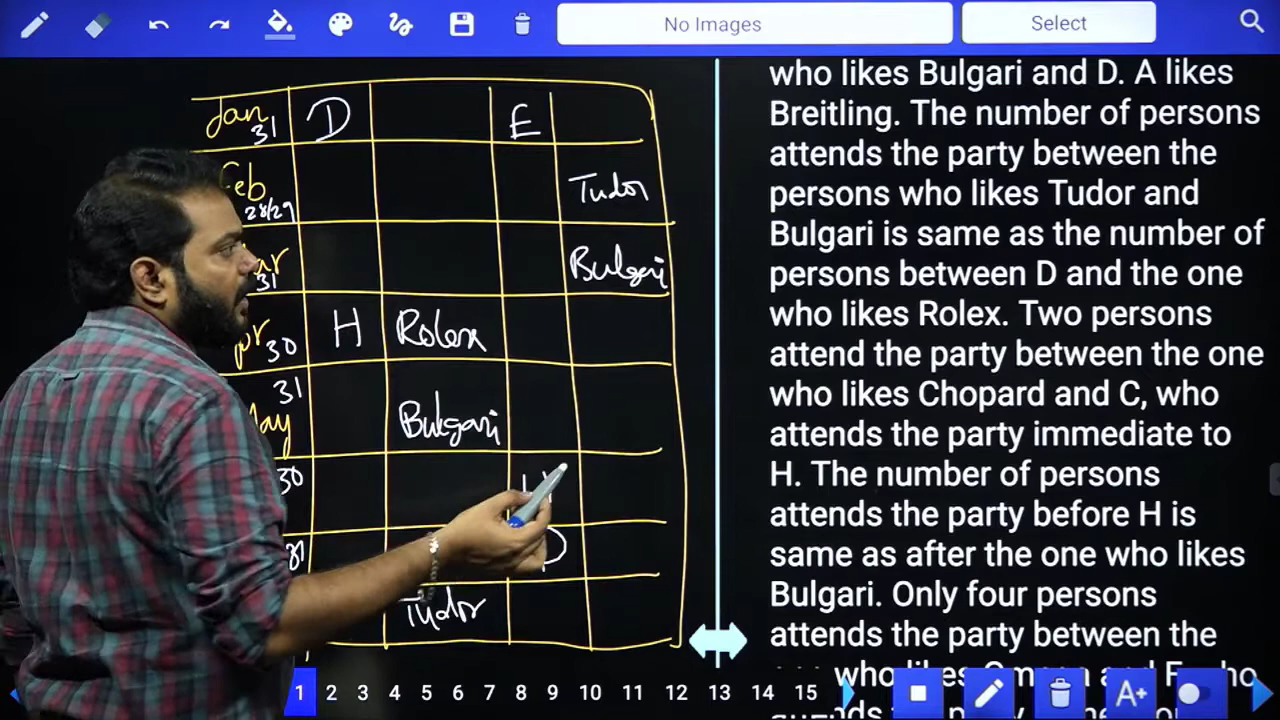 No Images
Select
Jan 31 D E
Feb 28/29 Tudor
31 Bulgari
30 H Rolex
31
Bulgari
30 H
31 D
Tudor
who likes Bulgari and D. A likes
Breitling. The number of persons
attends the party between the
persons who likes Tudor and
Bulgari is same as the number of
persons between D and the one
who likes Rolex. Two persons
attend the party between the one
who likes Chopard and C, who
attends the party immediate to
H. The number of persons
attends the party before H is
same as after the one who likes
Bulgari. Only four persons
attends the party between the
who likes
1 2 3 4 5 6 7 8 9 10 11 12 13 14 15
A+